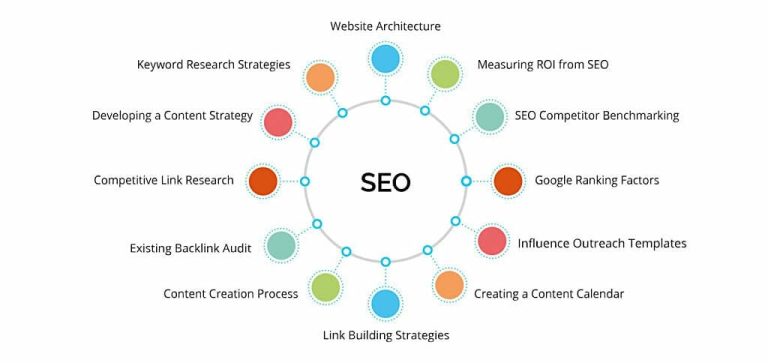 Website Architecture
Keyword Research Strategies
Measuring ROI from SEO
Developing a Content Strategy
SEO Competitor Benchmarking
Competitive Link Research
SEO
Google Ranking Factors
Existing Backlink Audit
Influence Outreach Templates
Content Creation Process
Creating a Content Calendar
Link Building Strategies